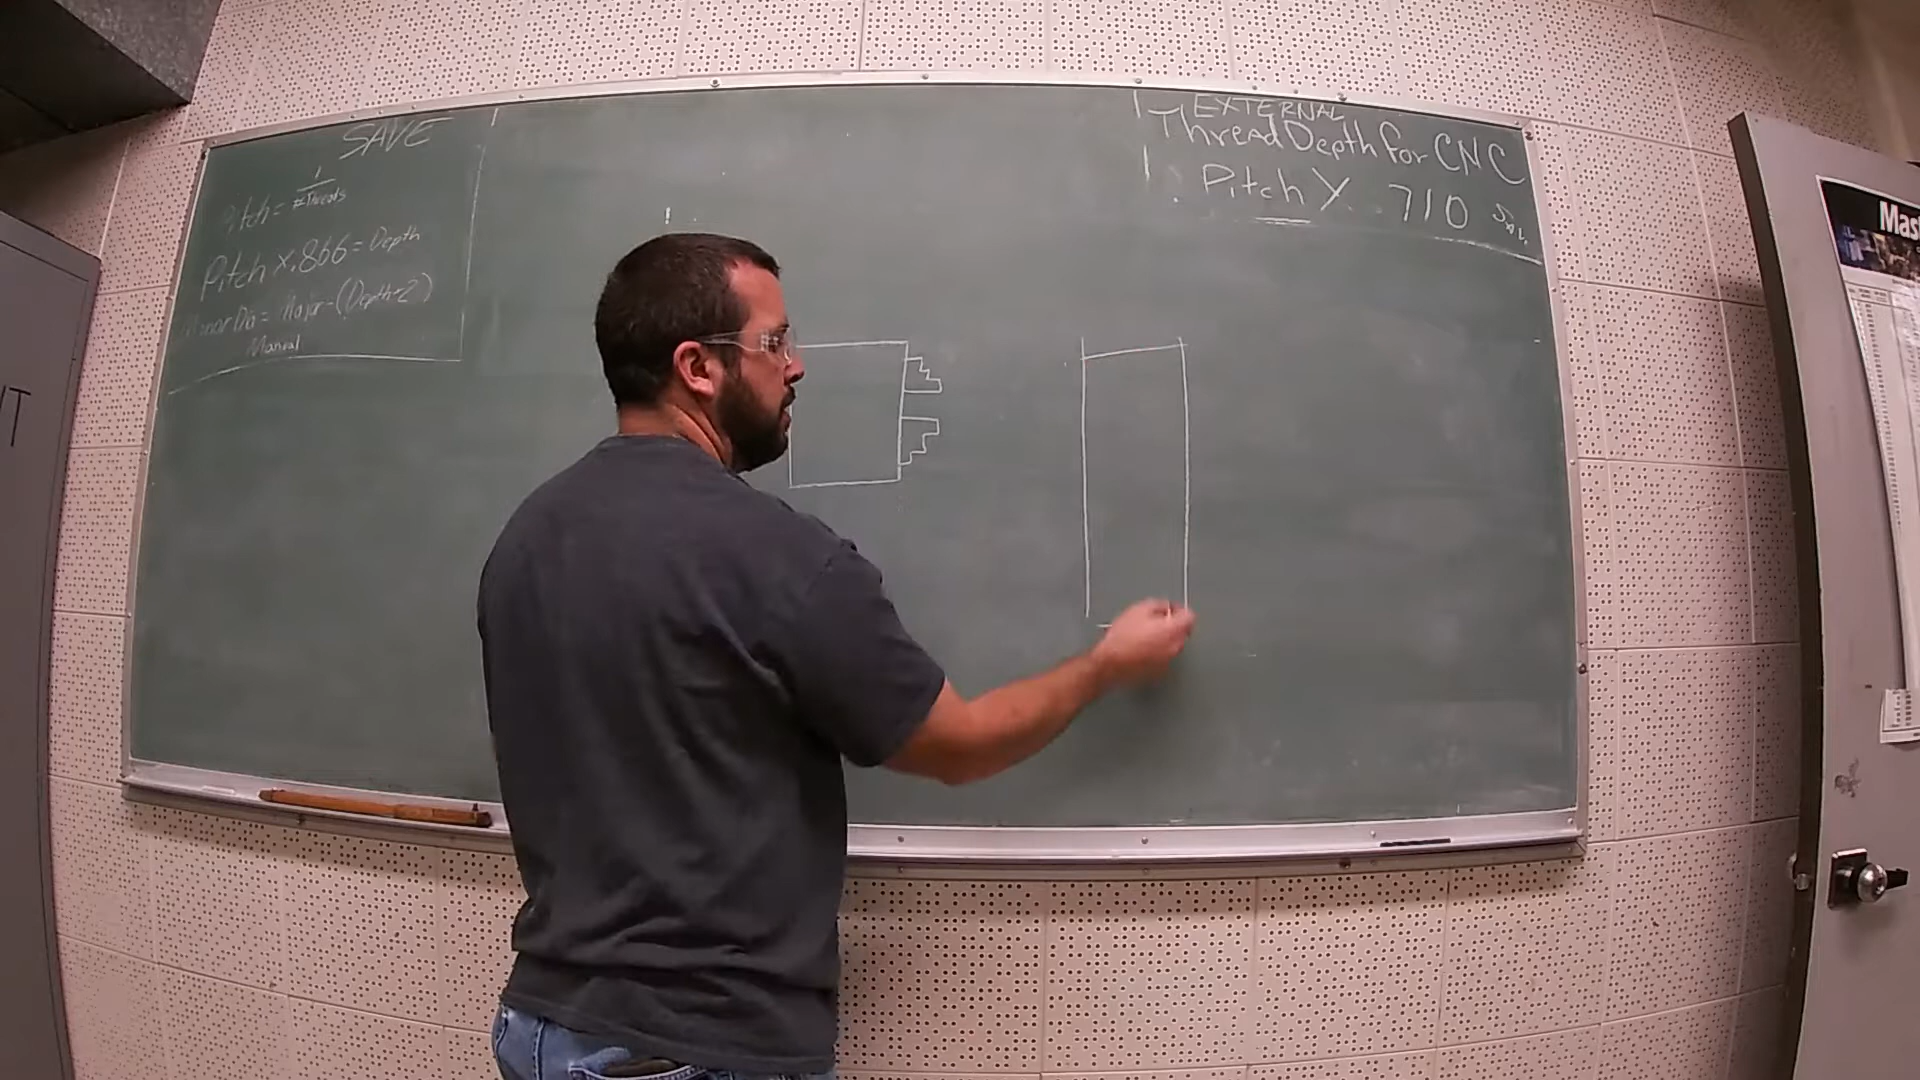 SAVE
Pitch = 1/#Threads
Pitch X .866 = Depth
Minor Dia = Major - (Depth * 2)
Manual
EXTERNAL
Thread Depth for CNC
Pitch X .710
T
Mas